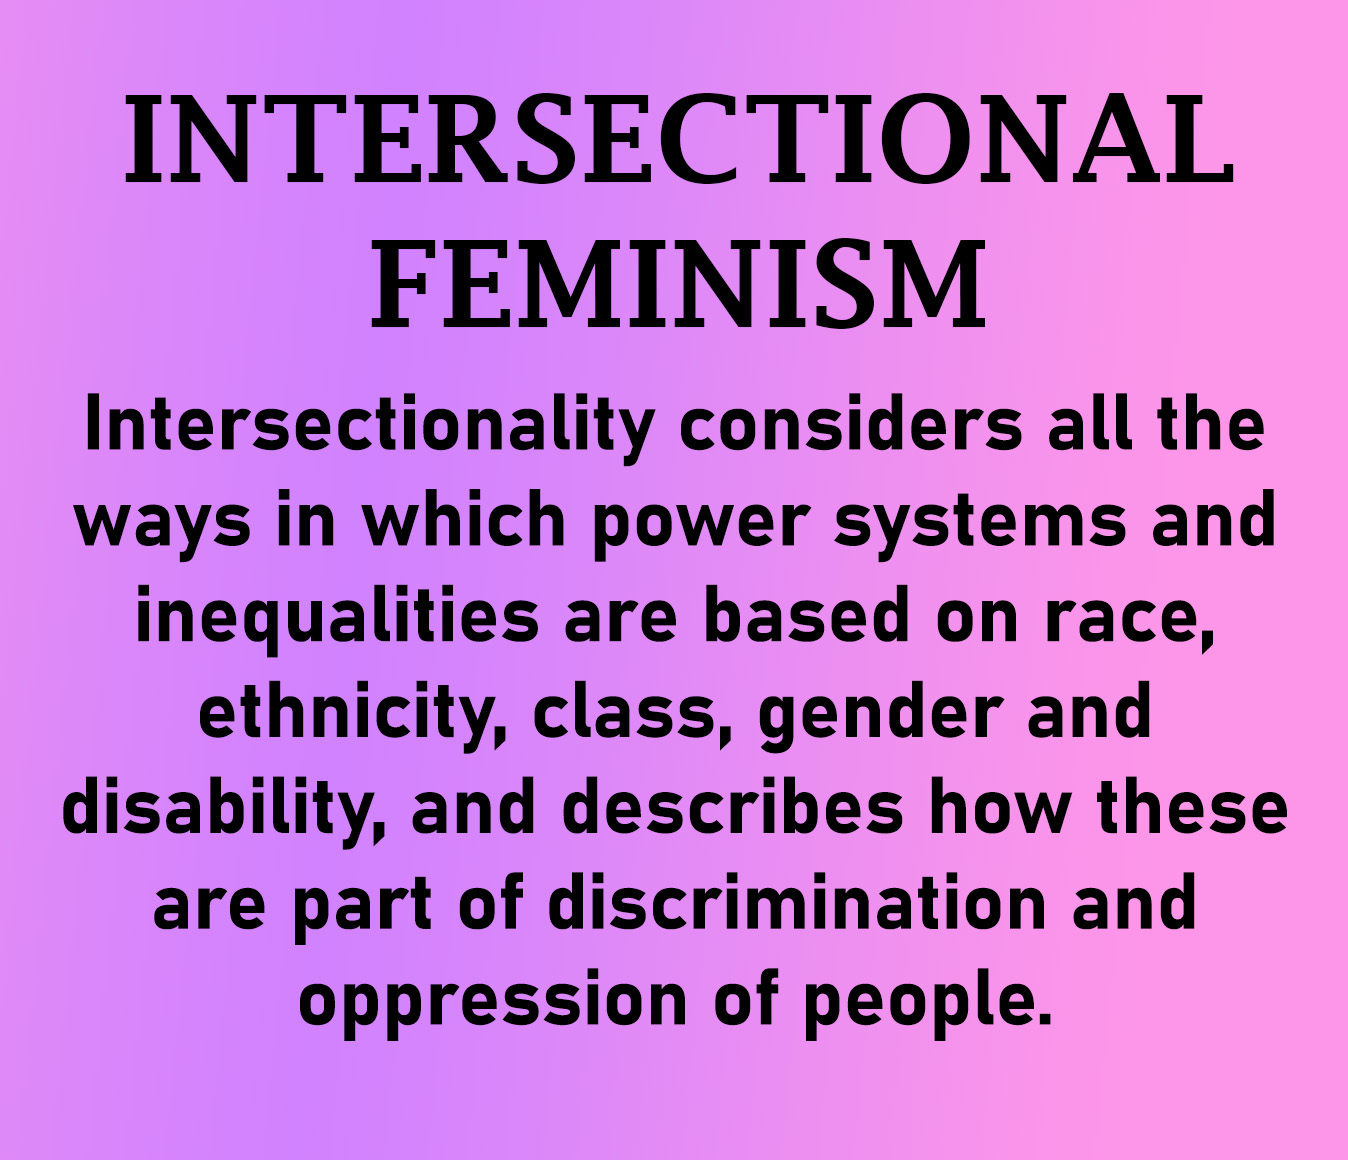 INTERSECTIONAL
FEMINISM
Intersectionality considers all the
ways in which power systems and
inequalities are based on race,
ethnicity, class, gender and
disability, and describes how these
are part of discrimination and
oppression of people.